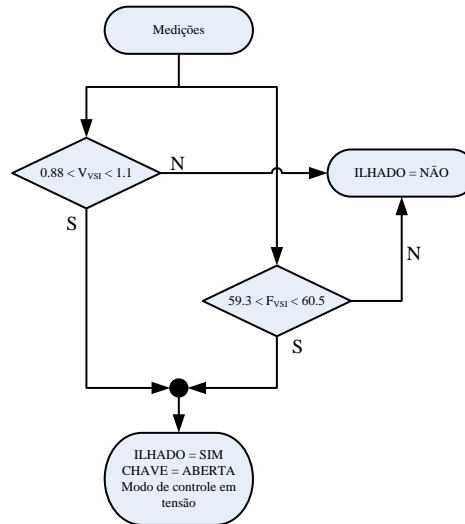 Medições
0.88 < VVSI < 1.1
N
ILHADO = NÃO
S
N
59.3 < FVSI < 60.5
S
ILHADO = SIM
CHAVE = ABERTA
Modo de controle em
tensão